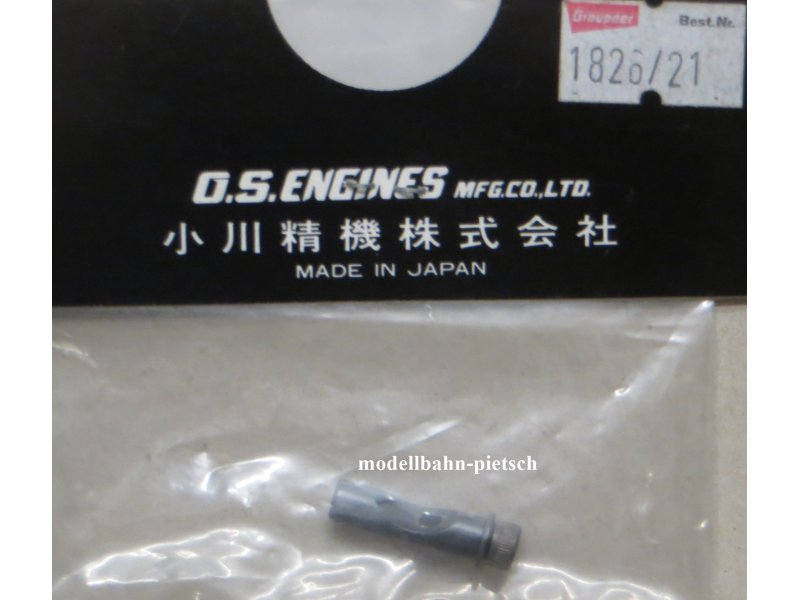 Graupner Best.Nr.
1826/21
O.S.ENGINES MFG.CO.,LTD.
小川精機株式会社
MADE IN JAPAN
modellbahn-pietsch